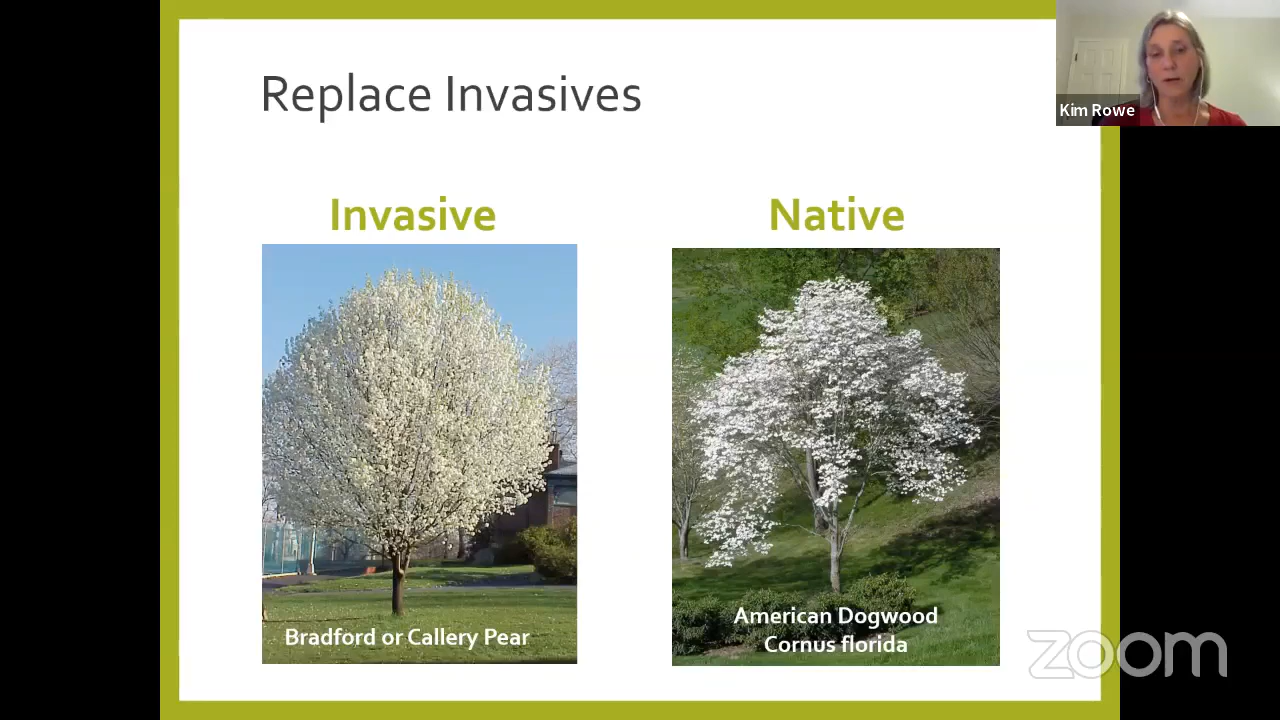 Replace Invasives
Kim Rowe
Invasive
Native
Bradford or Callery Pear
American Dogwood
Cornus florida
zoom